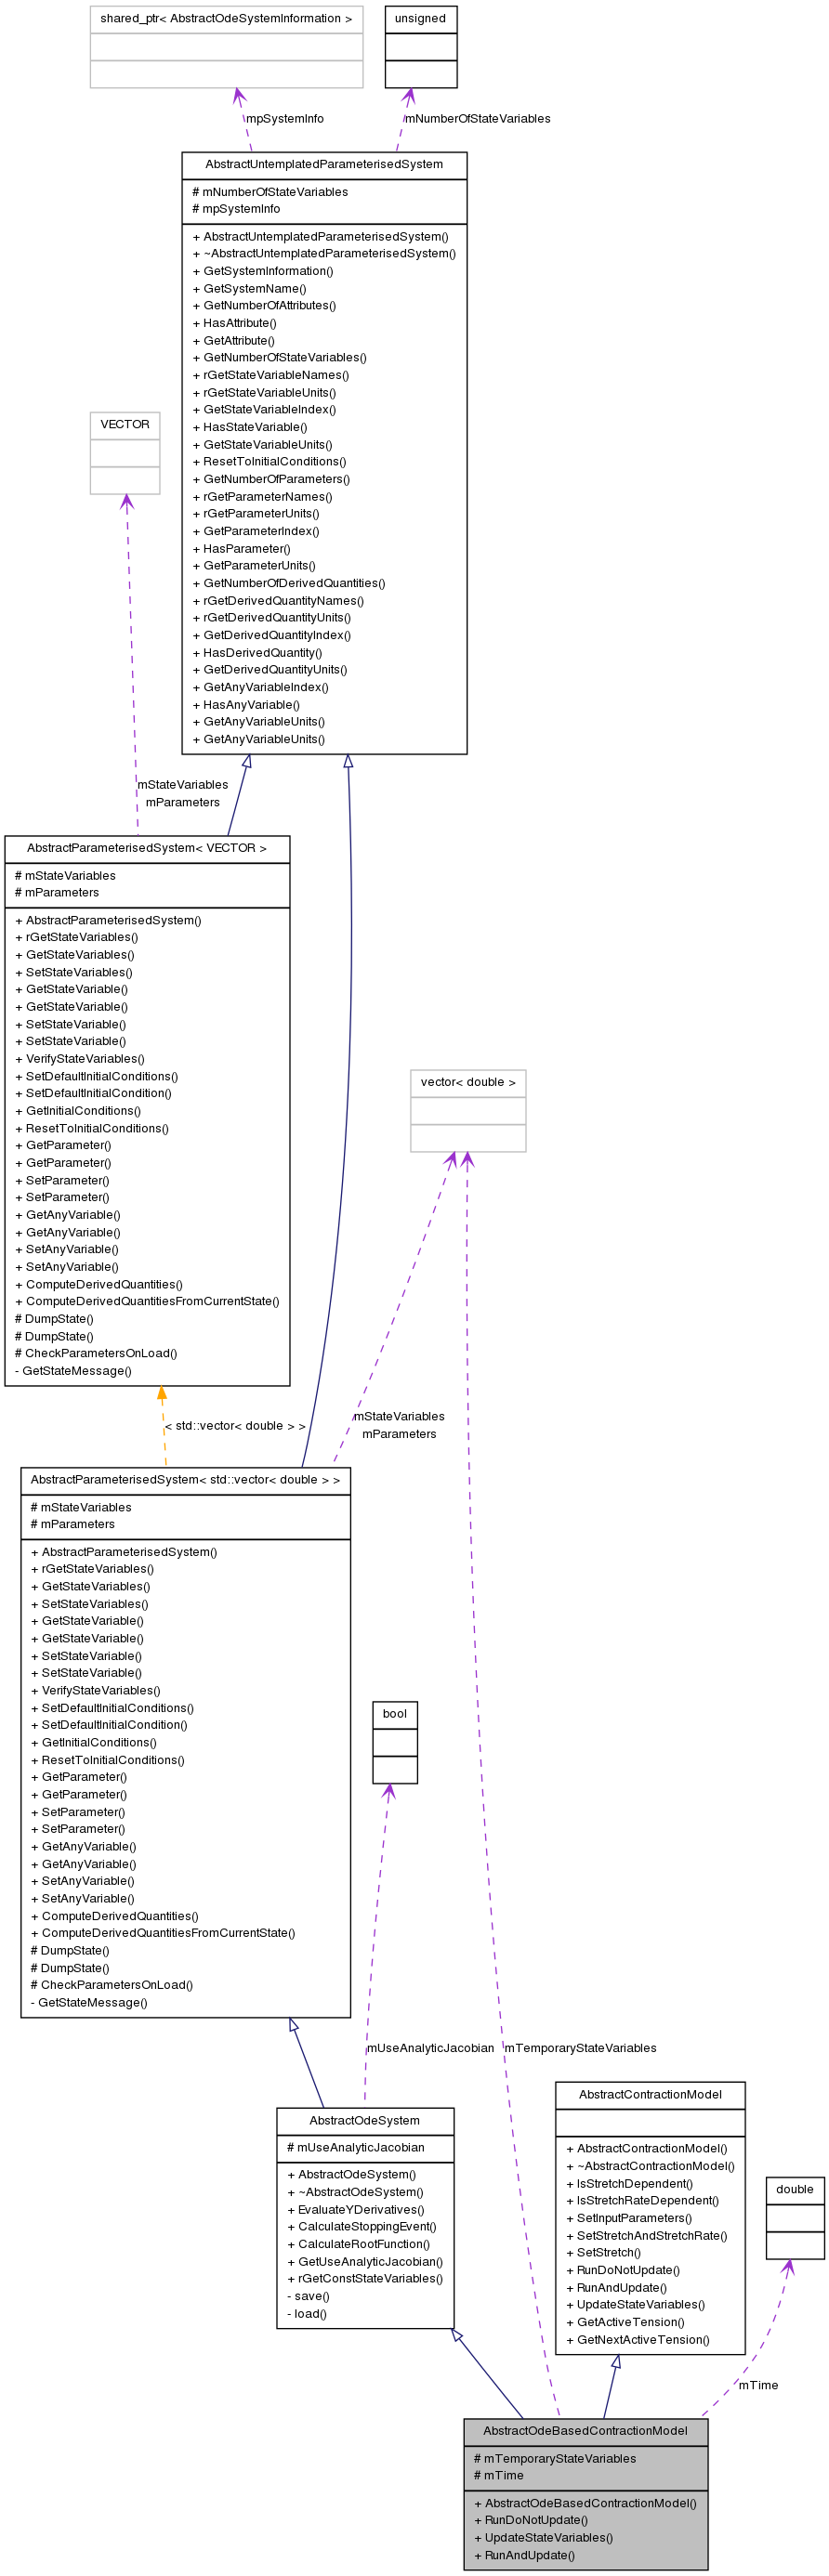 shared_ptr< AbstractOdeSystemInformation >
unsigned
mpSystemInfo
mNumberOfStateVariables
AbstractUntemplatedParameterisedSystem
# mNumberOfStateVariables
# mpSystemInfo
+ AbstractUntemplatedParameterisedSystem()
+ ~AbstractUntemplatedParameterisedSystem()
+ GetSystemInformation()
+ GetSystemName()
+ GetNumberOfAttributes()
+ HasAttribute()
+ GetAttribute()
+ GetNumberOfStateVariables()
+ rGetStateVariableNames()
+ rGetStateVariableUnits()
+ GetStateVariableIndex()
+ HasStateVariable()
+ GetStateVariableUnits()
+ ResetToInitialConditions()
+ GetNumberOfParameters()
+ rGetParameterNames()
+ rGetParameterUnits()
+ GetParameterIndex()
+ HasParameter()
+ GetParameterUnits()
+ GetNumberOfDerivedQuantities()
+ rGetDerivedQuantityNames()
+ rGetDerivedQuantityUnits()
+ GetDerivedQuantityIndex()
+ HasDerivedQuantity()
+ GetDerivedQuantityUnits()
+ GetAnyVariableIndex()
+ HasAnyVariable()
+ GetAnyVariableUnits()
+ GetAnyVariableUnits()
VECTOR
mStateVariables
mParameters
AbstractParameterisedSystem< VECTOR >
# mStateVariables
# mParameters
+ AbstractParameterisedSystem()
+ rGetStateVariables()
+ GetStateVariables()
+ SetStateVariables()
+ GetStateVariable()
+ GetStateVariable()
+ SetStateVariable()
+ SetStateVariable()
+ VerifyStateVariables()
+ SetDefaultInitialConditions()
+ SetDefaultInitialCondition()
+ GetInitialConditions()
+ ResetToInitialConditions()
+ GetParameter()
+ GetParameter()
+ SetParameter()
+ SetParameter()
+ GetAnyVariable()
+ GetAnyVariable()
+ SetAnyVariable()
+ SetAnyVariable()
+ ComputeDerivedQuantities()
+ ComputeDerivedQuantitiesFromCurrentState()
# DumpState()
# DumpState()
# CheckParametersOnLoad()
- GetStateMessage()
vector< double >
< std::vector< double > >
mStateVariables
mParameters
AbstractParameterisedSystem< std::vector< double > >
# mStateVariables
# mParameters
+ AbstractParameterisedSystem()
+ rGetStateVariables()
+ GetStateVariables()
+ SetStateVariables()
+ GetStateVariable()
+ GetStateVariable()
+ SetStateVariable()
+ SetStateVariable()
+ VerifyStateVariables()
+ SetDefaultInitialConditions()
+ SetDefaultInitialCondition()
+ GetInitialConditions()
+ ResetToInitialConditions()
+ GetParameter()
+ GetParameter()
+ SetParameter()
+ SetParameter()
+ GetAnyVariable()
+ GetAnyVariable()
+ SetAnyVariable()
+ SetAnyVariable()
+ ComputeDerivedQuantities()
+ ComputeDerivedQuantitiesFromCurrentState()
# DumpState()
# DumpState()
# CheckParametersOnLoad()
- GetStateMessage()
bool
mUseAnalyticJacobian
mTemporaryStateVariables
AbstractOdeSystem
# mUseAnalyticJacobian
+ AbstractOdeSystem()
+ ~AbstractOdeSystem()
+ EvaluateYDerivatives()
+ CalculateStoppingEvent()
+ CalculateRootFunction()
+ GetUseAnalyticJacobian()
+ rGetConstStateVariables()
- save()
- load()
AbstractContractionModel
+ AbstractContractionModel()
+ ~AbstractContractionModel()
+ IsStretchDependent()
+ IsStretchRateDependent()
+ SetInputParameters()
+ SetStretchAndStretchRate()
+ SetStretch()
+ RunDoNotUpdate()
+ RunAndUpdate()
+ UpdateStateVariables()
+ GetActiveTension()
+ GetNextActiveTension()
double
mTime
AbstractOdeBasedContractionModel
# mTemporaryStateVariables
# mTime
+ AbstractOdeBasedContractionModel()
+ RunDoNotUpdate()
+ UpdateStateVariables()
+ RunAndUpdate()